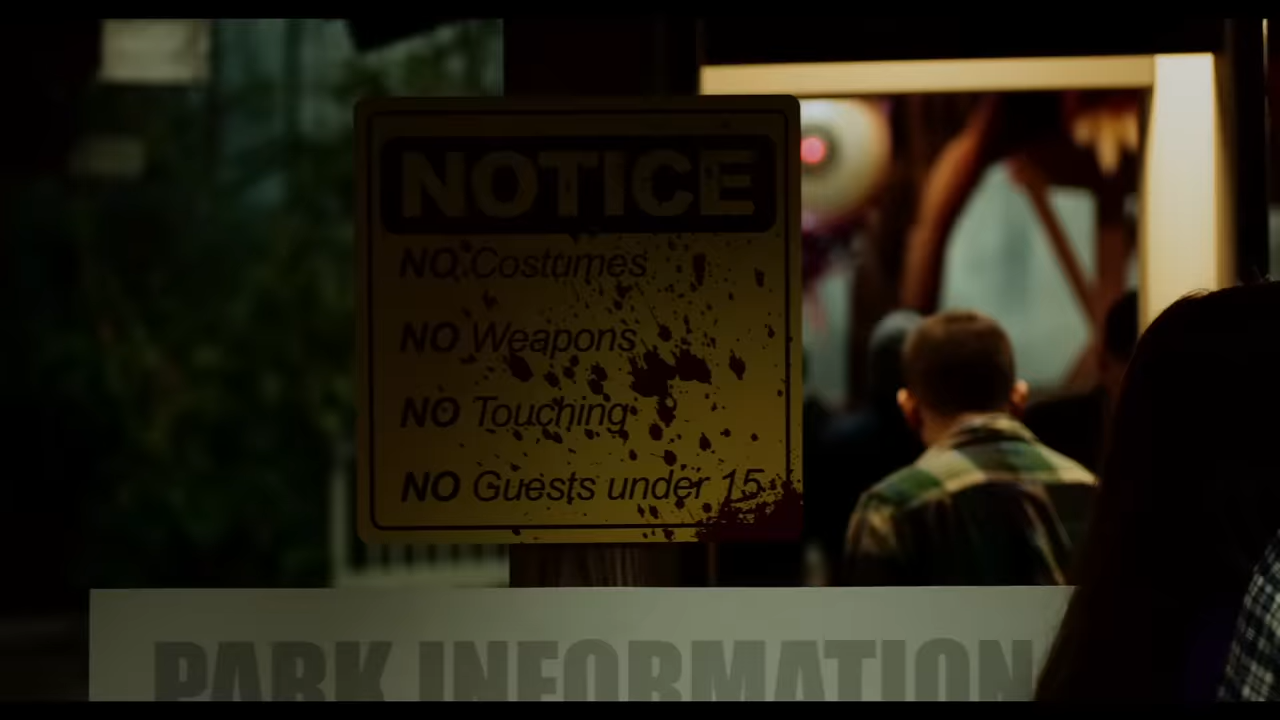 NOTICE
NO Costumes
NO Weapons
NO Touching
NO Guests under 15
PARK INFORMATION